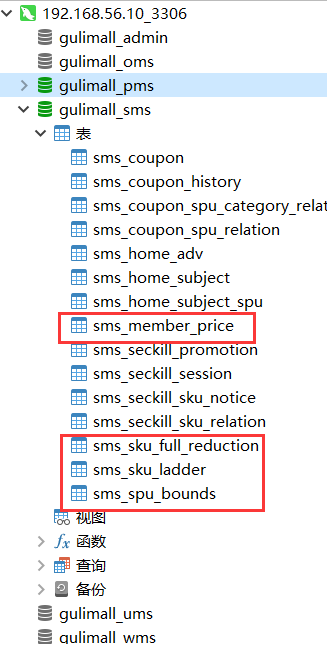 192.168.56.10_3306
gulimall_admin
gulimall_oms
gulimall_pms
gulimall_sms
表
sms_coupon
sms_coupon_history
sms_coupon_spu_category_relat
sms_coupon_spu_relation
sms_home_adv
sms_home_subject
sms_home_subject_spu
sms_member_price
sms_seckill_promotion
sms_seckill_session
sms_seckill_sku_notice
sms_seckill_sku_relation
sms_sku_full_reduction
sms_sku_ladder
sms_spu_bounds
视图
fx 函数
查询
备份
gulimall_ums
gulimall_wms